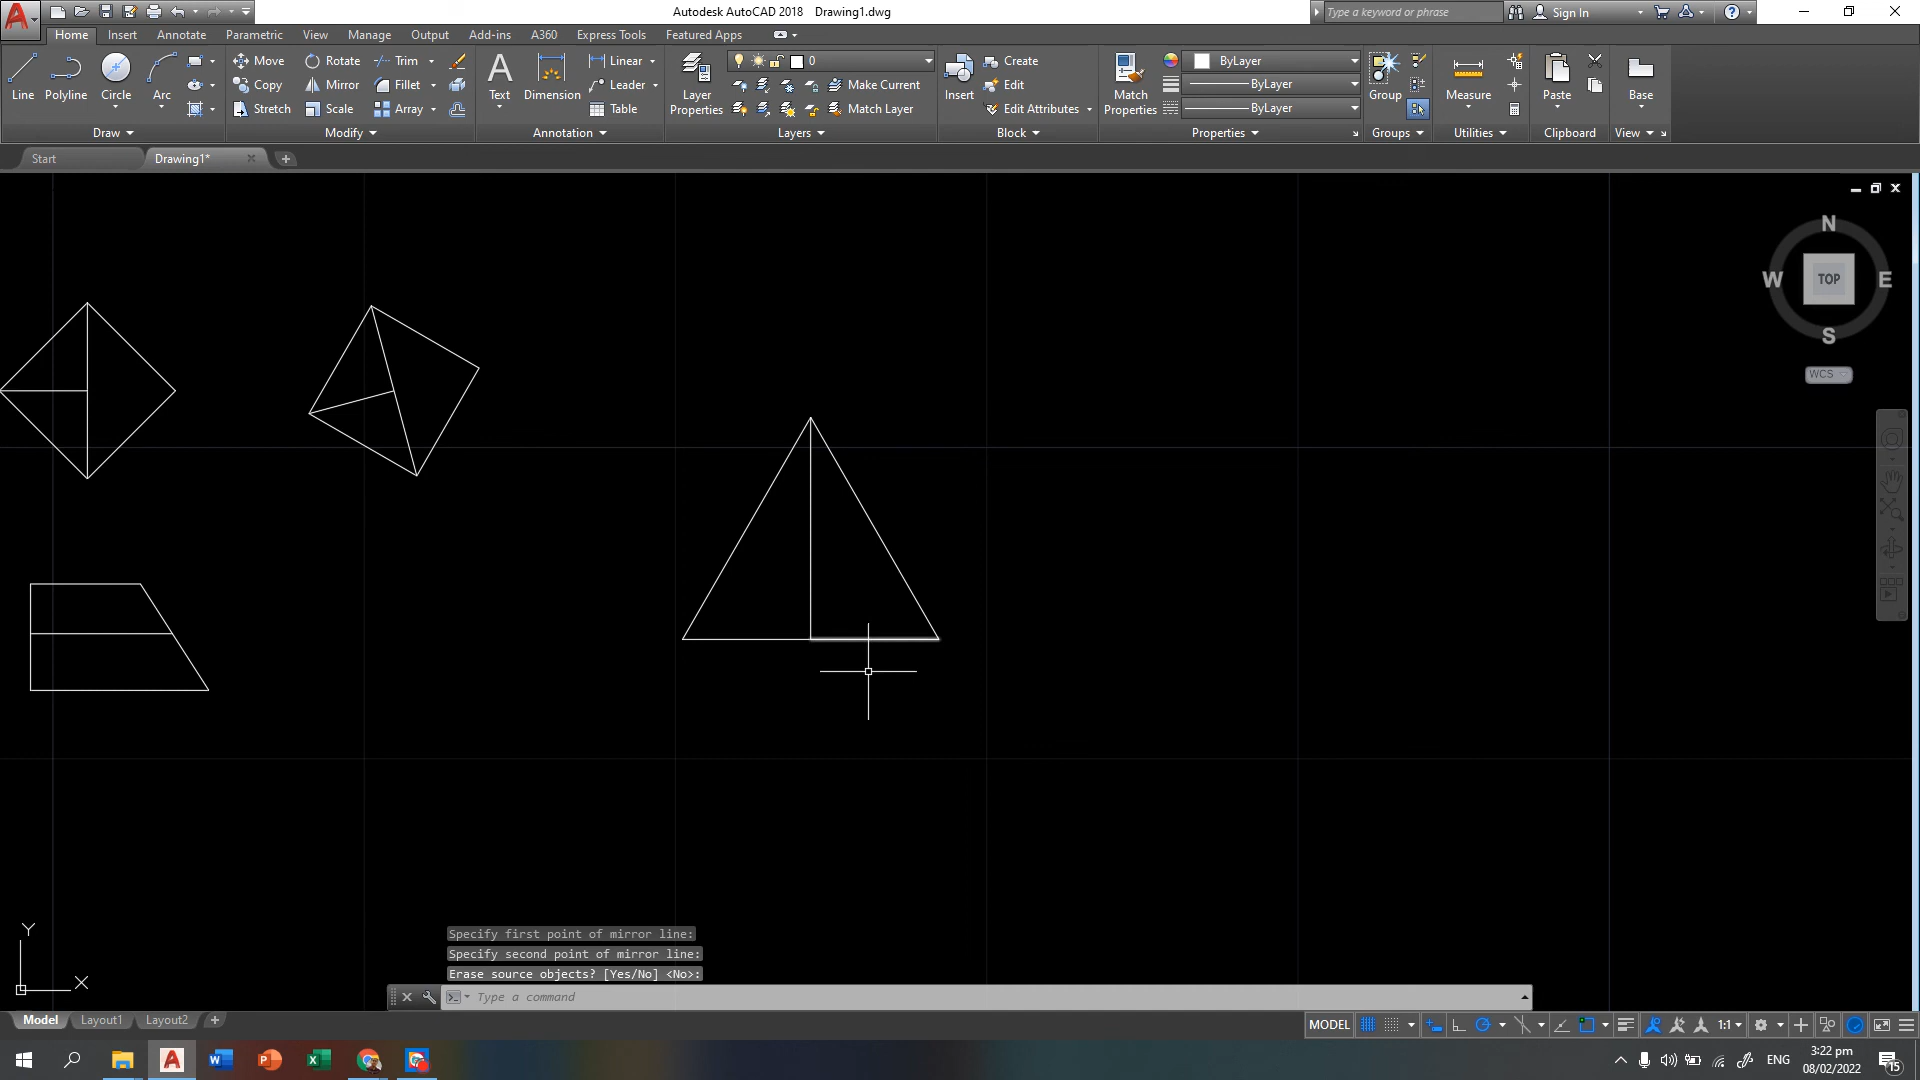 Autodesk AutoCAD 2018 Drawing1.dwg
Type a keyword or phrase
Sign In
Home Insert Annotate Parametric View Manage Output Add-ins A360 Express Tools Featured Apps
Line Polyline Circle Arc
Move Rotate Trim
Copy Mirror Fillet
Stretch Scale Array
Text Dimension
Linear
Leader
Table
Layer Properties
0
Make Current
Match Layer
Insert
Create
Edit
Edit Attributes
Match Properties
ByLayer
ByLayer
ByLayer
Group
Measure
Paste
Base
Draw Modify Annotation Layers Block Properties Groups Utilities Clipboard View
Start Drawing1*
N
W TOP E
S
WCS
Y
X
Specify first point of mirror line:
Specify second point of mirror line:
Erase source objects? [Yes/No] <No>:
Type a command
Model Layout1 Layout2
MODEL 1:1
ENG
3:22 pm
08/02/2022
15